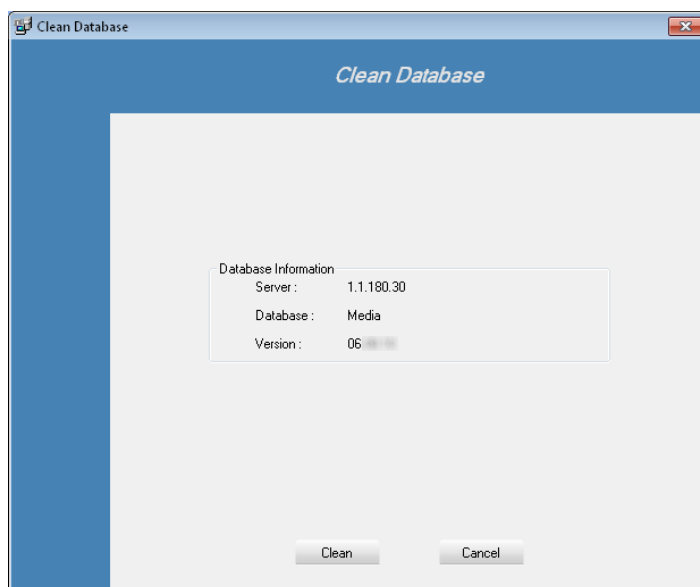 Clean Database
Clean Database
Database Information
Server : 1.1.180.30
Database : Media
Version : 06
Clean Cancel